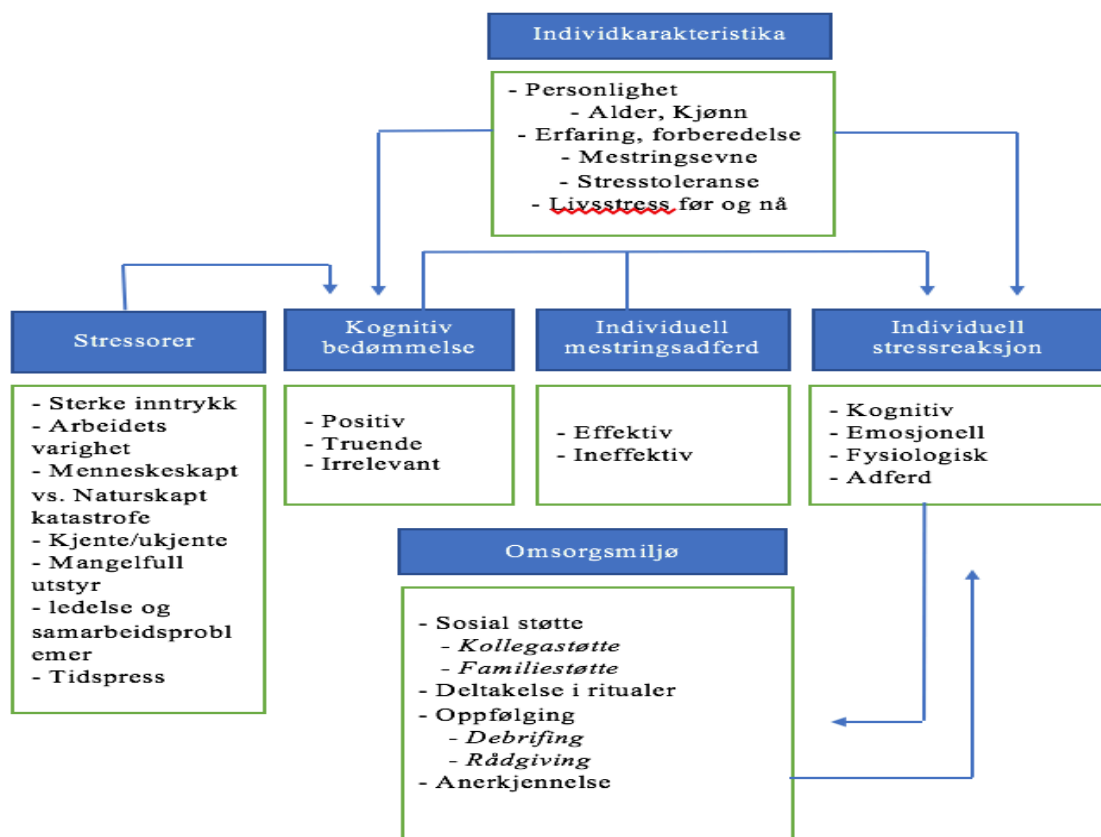 Individkarakteristika
- Personlighet
- Alder, Kjønn
- Erfaring, forberedelse
- Mestringsevne
- Stresstoleranse
- Livsstress før og nå
Stressorer
- Sterke inntrykk
- Arbeidets
varighet
- Menneskeskapt
vs. Naturskapt
katastrofe
- Kjente/ukjente
- Mangelfull
utstyr
- ledelse og
samarbeidsprobl
emer
- Tidspress
Kognitiv
bedømmelse
- Positiv
- Truende
- Irrelevant
Individuell
mestringsadferd
- Effektiv
- Ineffektiv
Individuell
stressreaksjon
- Kognitiv
- Emosjonell
- Fysiologisk
- Adferd
Omsorgsmiljø
- Sosial støtte
- Kollegastøtte
- Familiestøtte
- Deltakelse i ritualer
- Oppfølging
- Debrifing
- Rådgiving
- Anerkjennelse